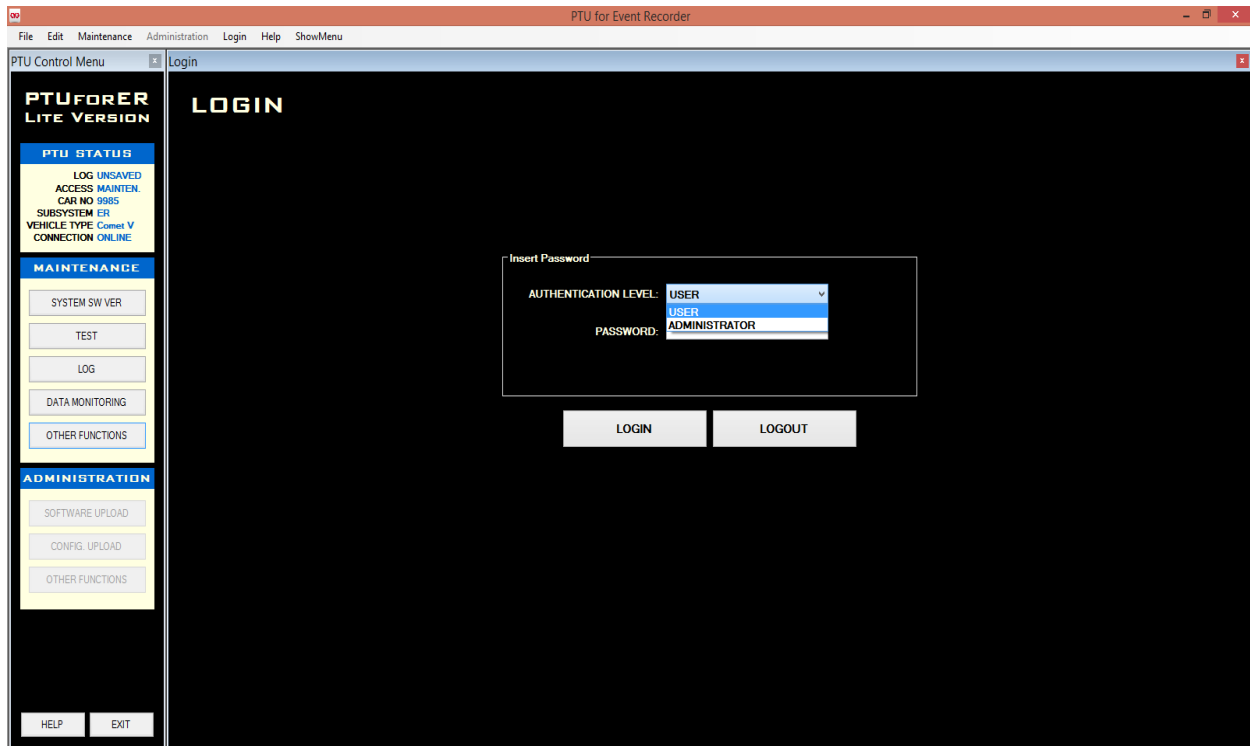 PTU for Event Recorder
File Edit Maintenance Administration Login Help ShowMenu
PTU Control Menu
Login
PTUforER
Lite Version
PTU STATUS
LOG UNSAVED
ACCESS MAINTEN.
CAR NO 9985
SUBSYSTEM ER
VEHICLE TYPE Comet V
CONNECTION ONLINE
MAINTENANCE
SYSTEM SW VER
TEST
LOG
DATA MONITORING
OTHER FUNCTIONS
ADMINISTRATION
SOFTWARE UPLOAD
CONFIG. UPLOAD
OTHER FUNCTIONS
HELP EXIT
LOGIN
Insert Password
AUTHENTICATION LEVEL: USER
USER
ADMINISTRATOR
PASSWORD:
LOGIN LOGOUT